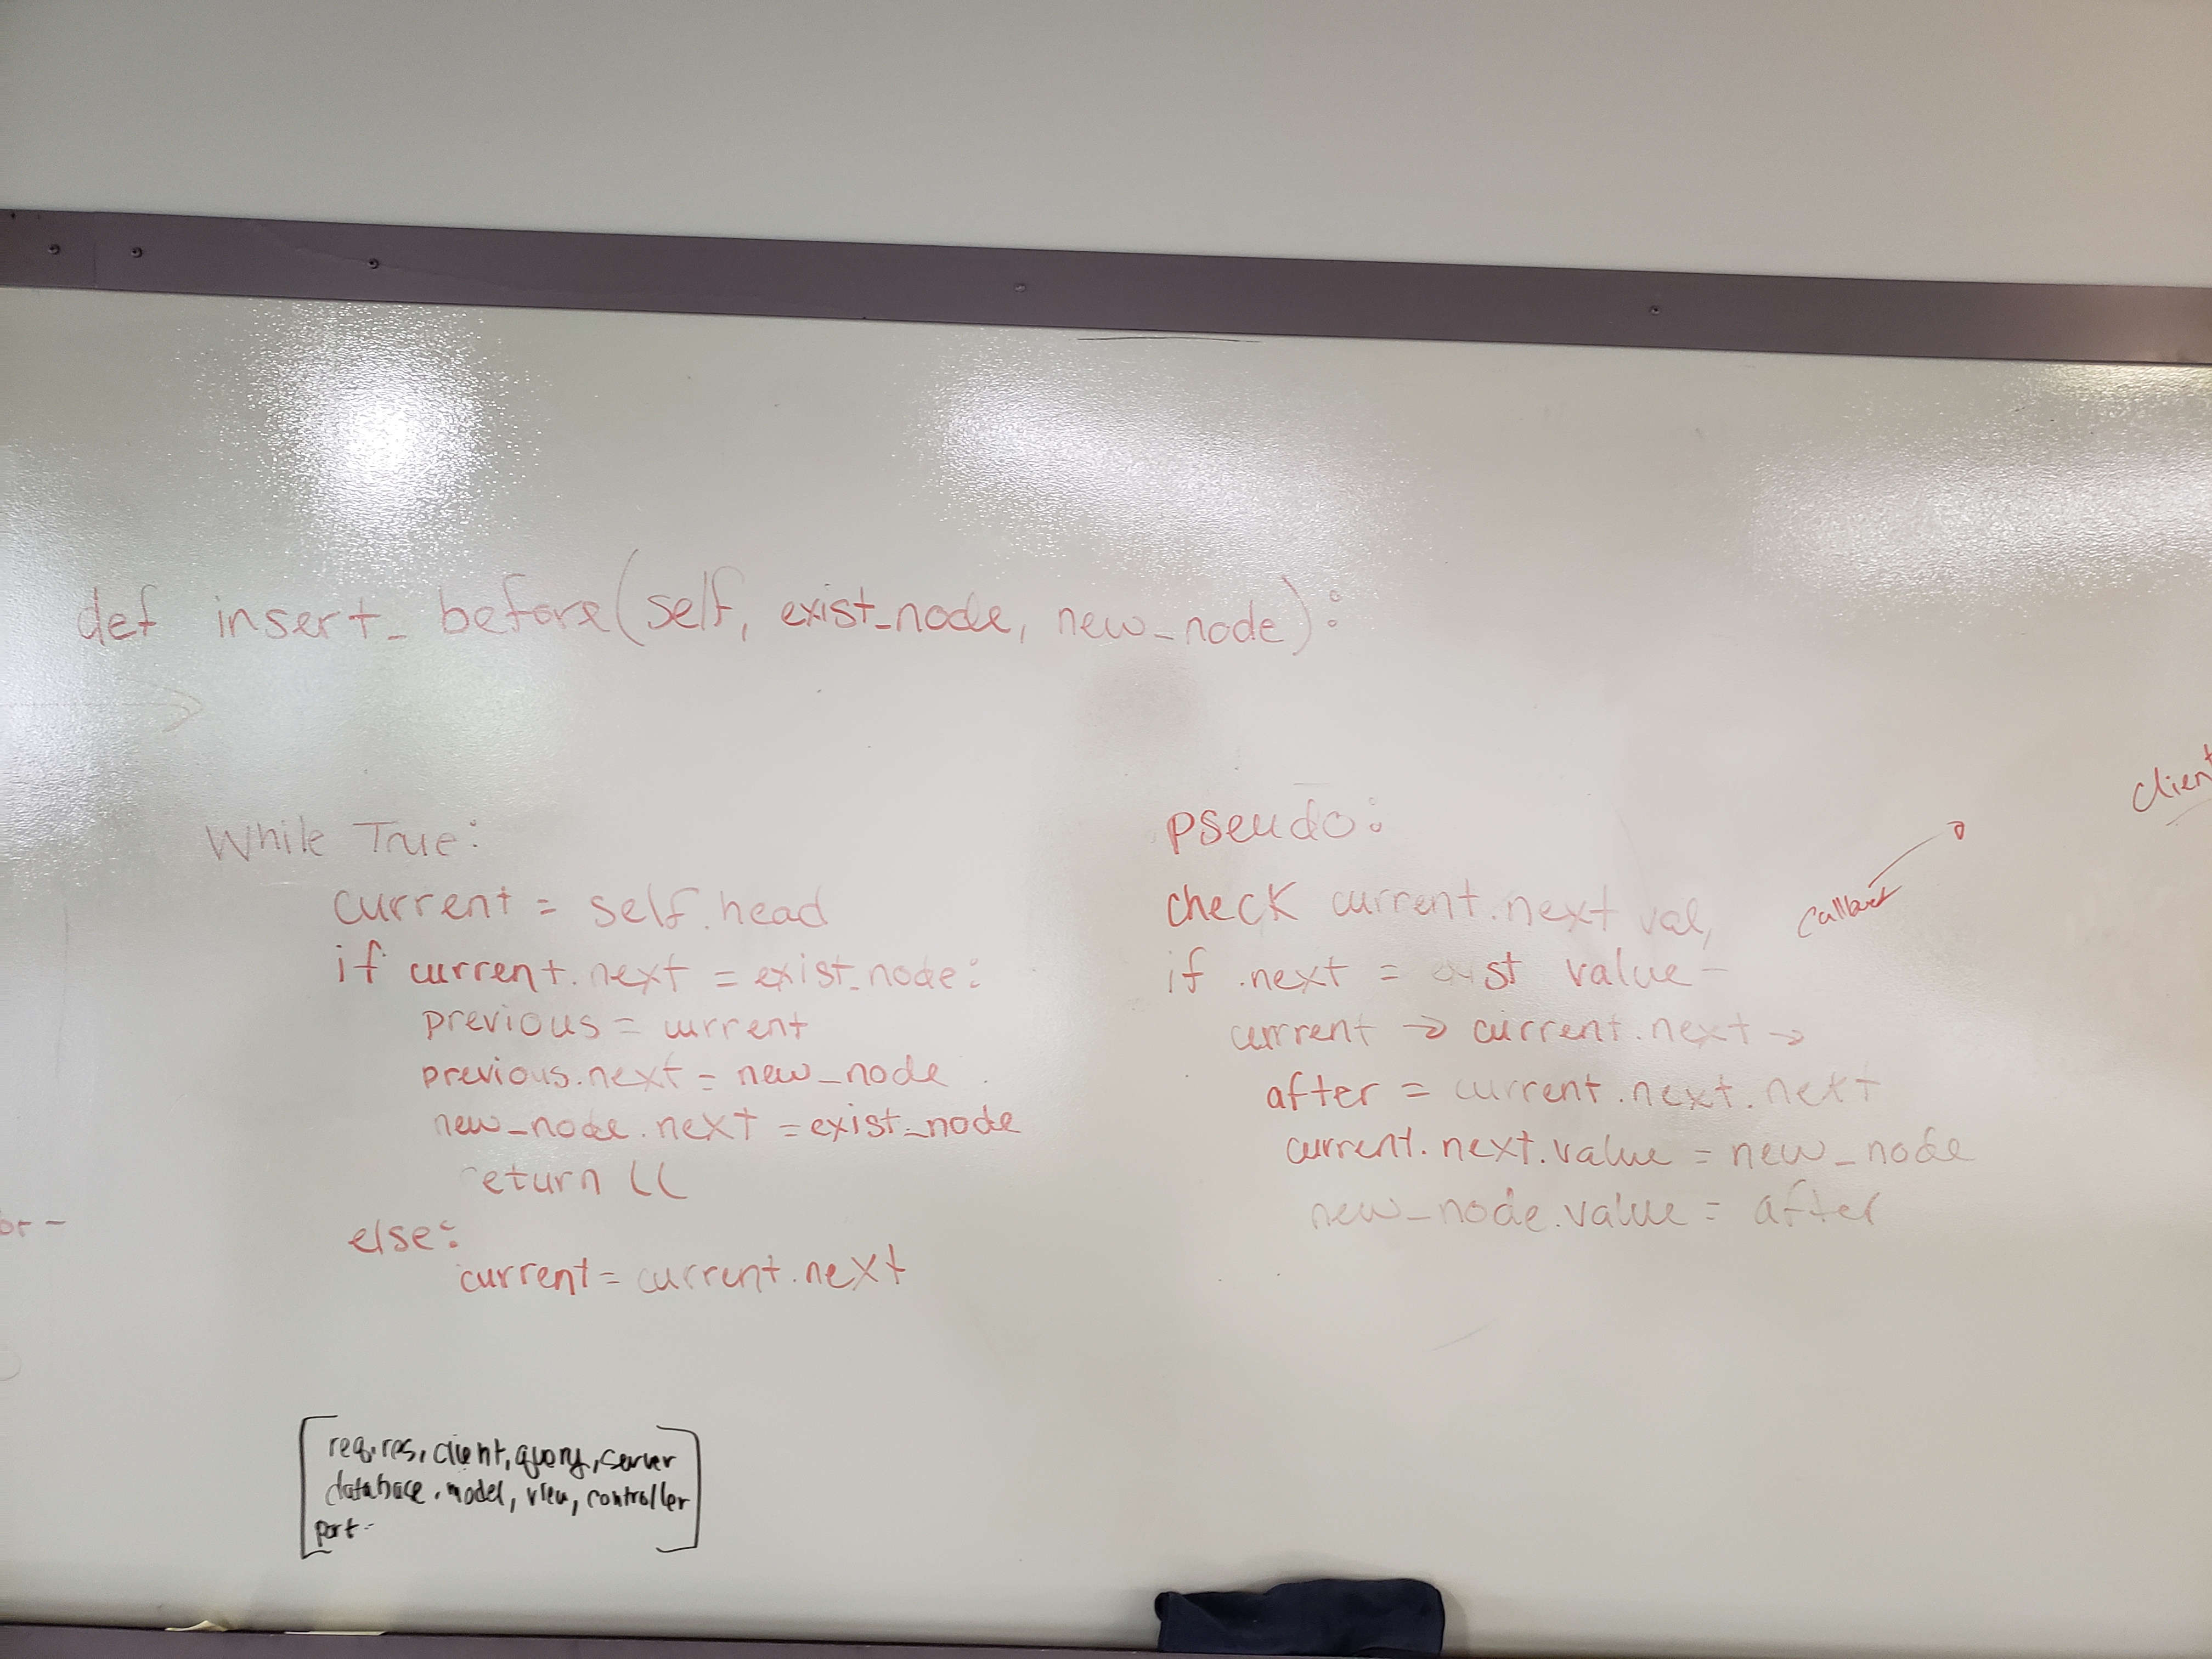 def insert_before(self, exist_node, new_node):
While True:
current = self.head
if current.next = exist_node:
previous = current
previous.next = new_node
new_node.next = exist_node
return LL
else:
current = current.next
pseudo:
check current.next val,
if .next = exist value -
current → current.next →
after = current.next.next
current.next.value = new_node
new_node.value = after
client
req, res, client, query, server
database, model, view, controller
port -